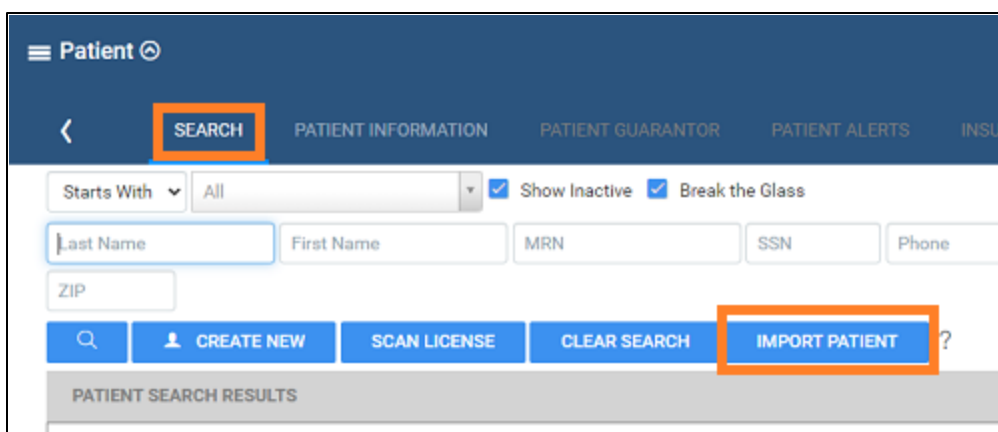 Patient
SEARCH PATIENT INFORMATION PATIENT GUARANTOR PATIENT ALERTS INSU
Starts With All Show Inactive Break the Glass
Last Name First Name MRN SSN Phone
ZIP
CREATE NEW SCAN LICENSE CLEAR SEARCH IMPORT PATIENT ?
PATIENT SEARCH RESULTS